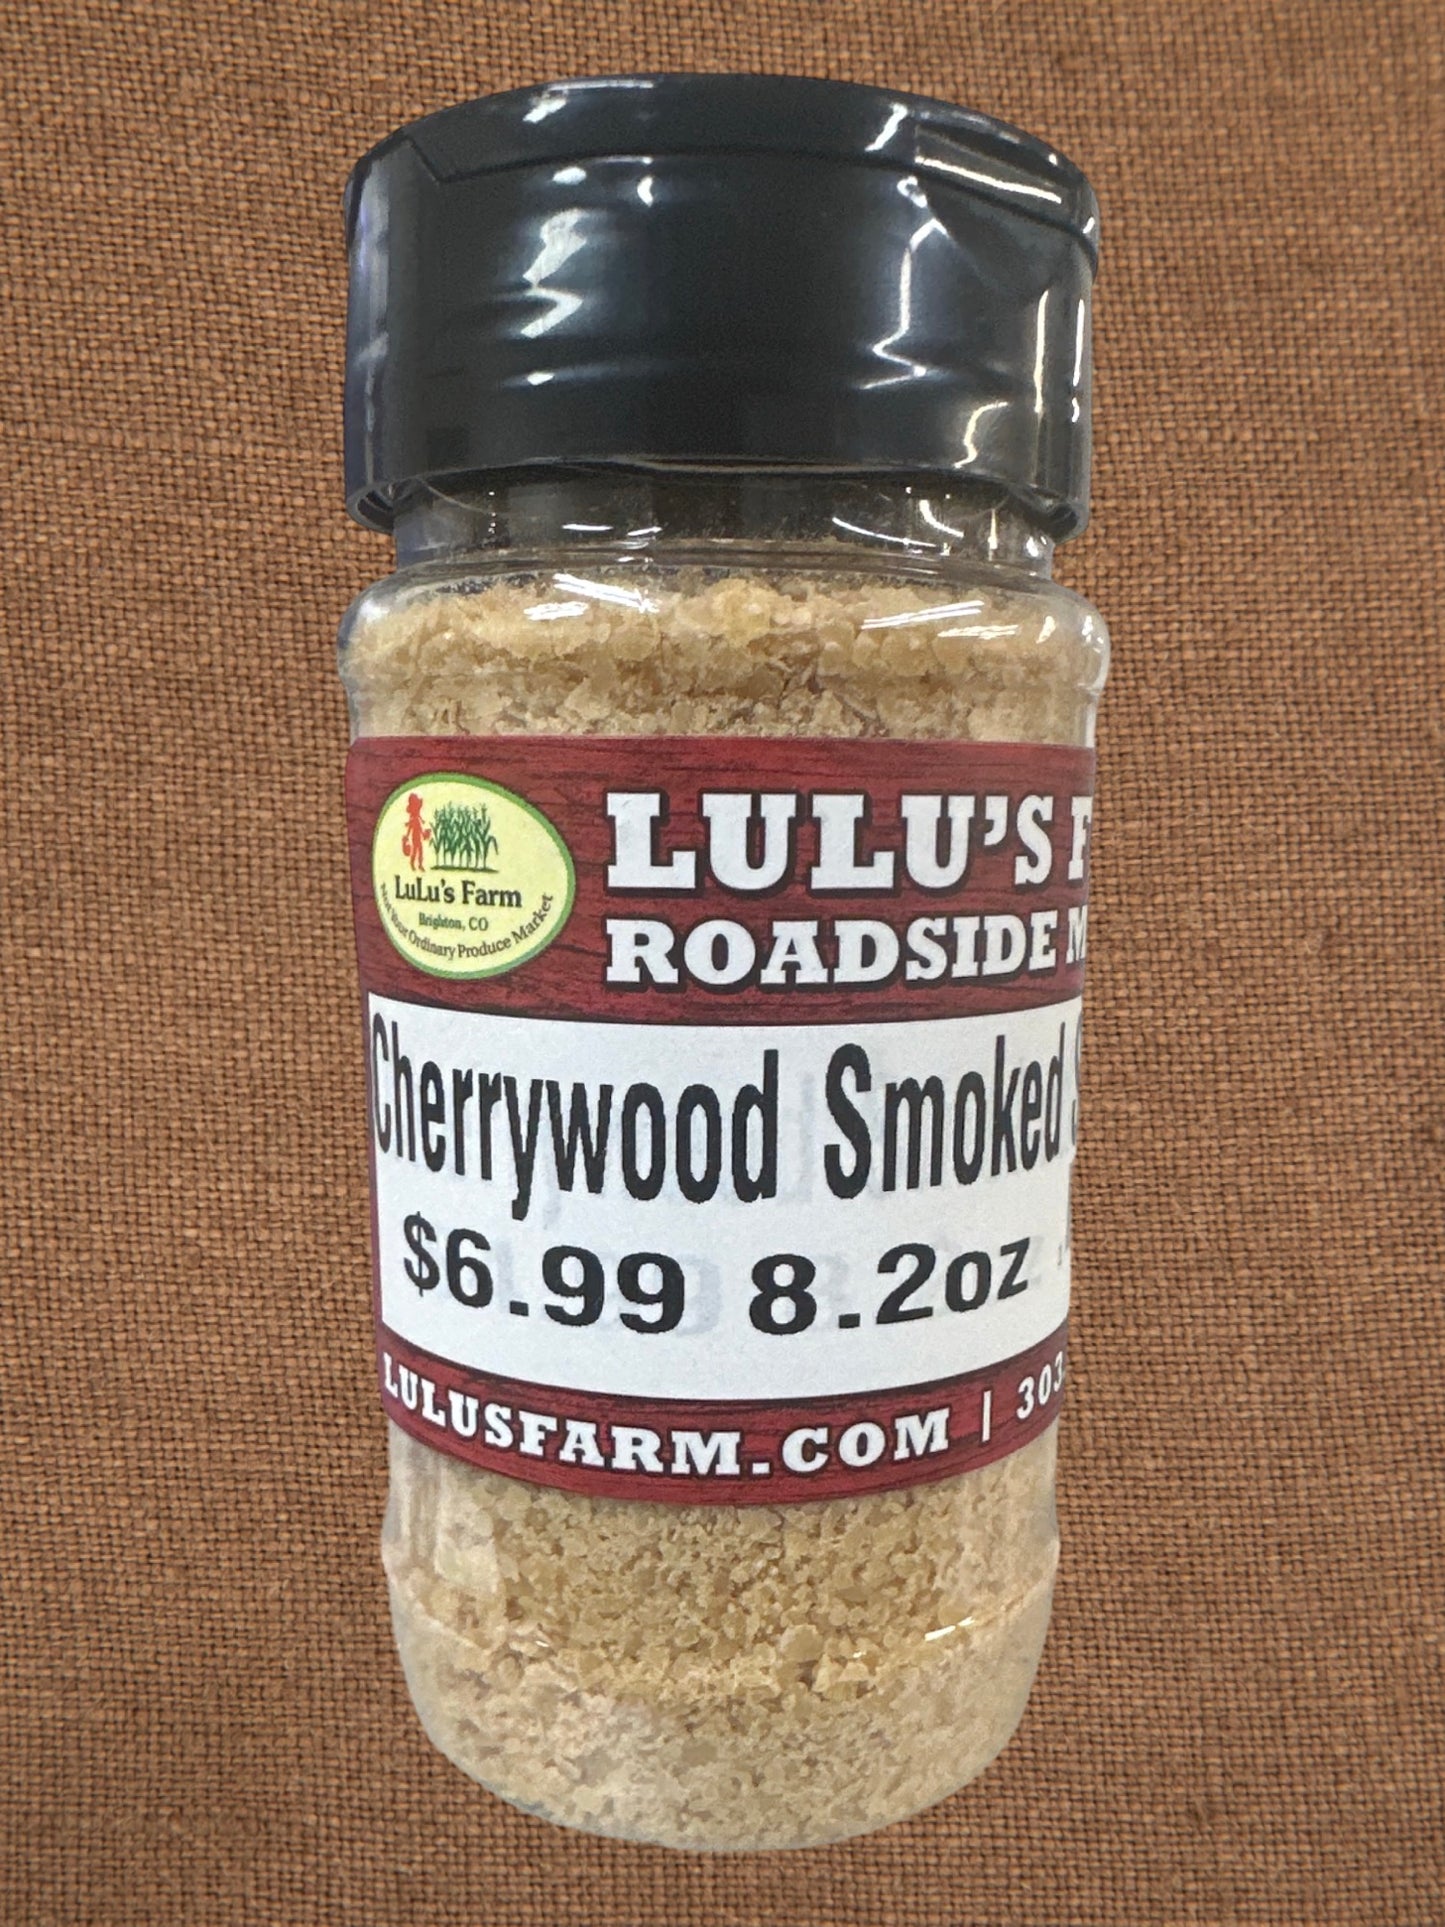 LULU'S F
ROADSIDE M
LuLu's Farm
Brighton, CO
Not Your Ordinary Produce Market
Cherrywood Smoked S
$6.99 8.2oz
LULUSFARM.COM | 303